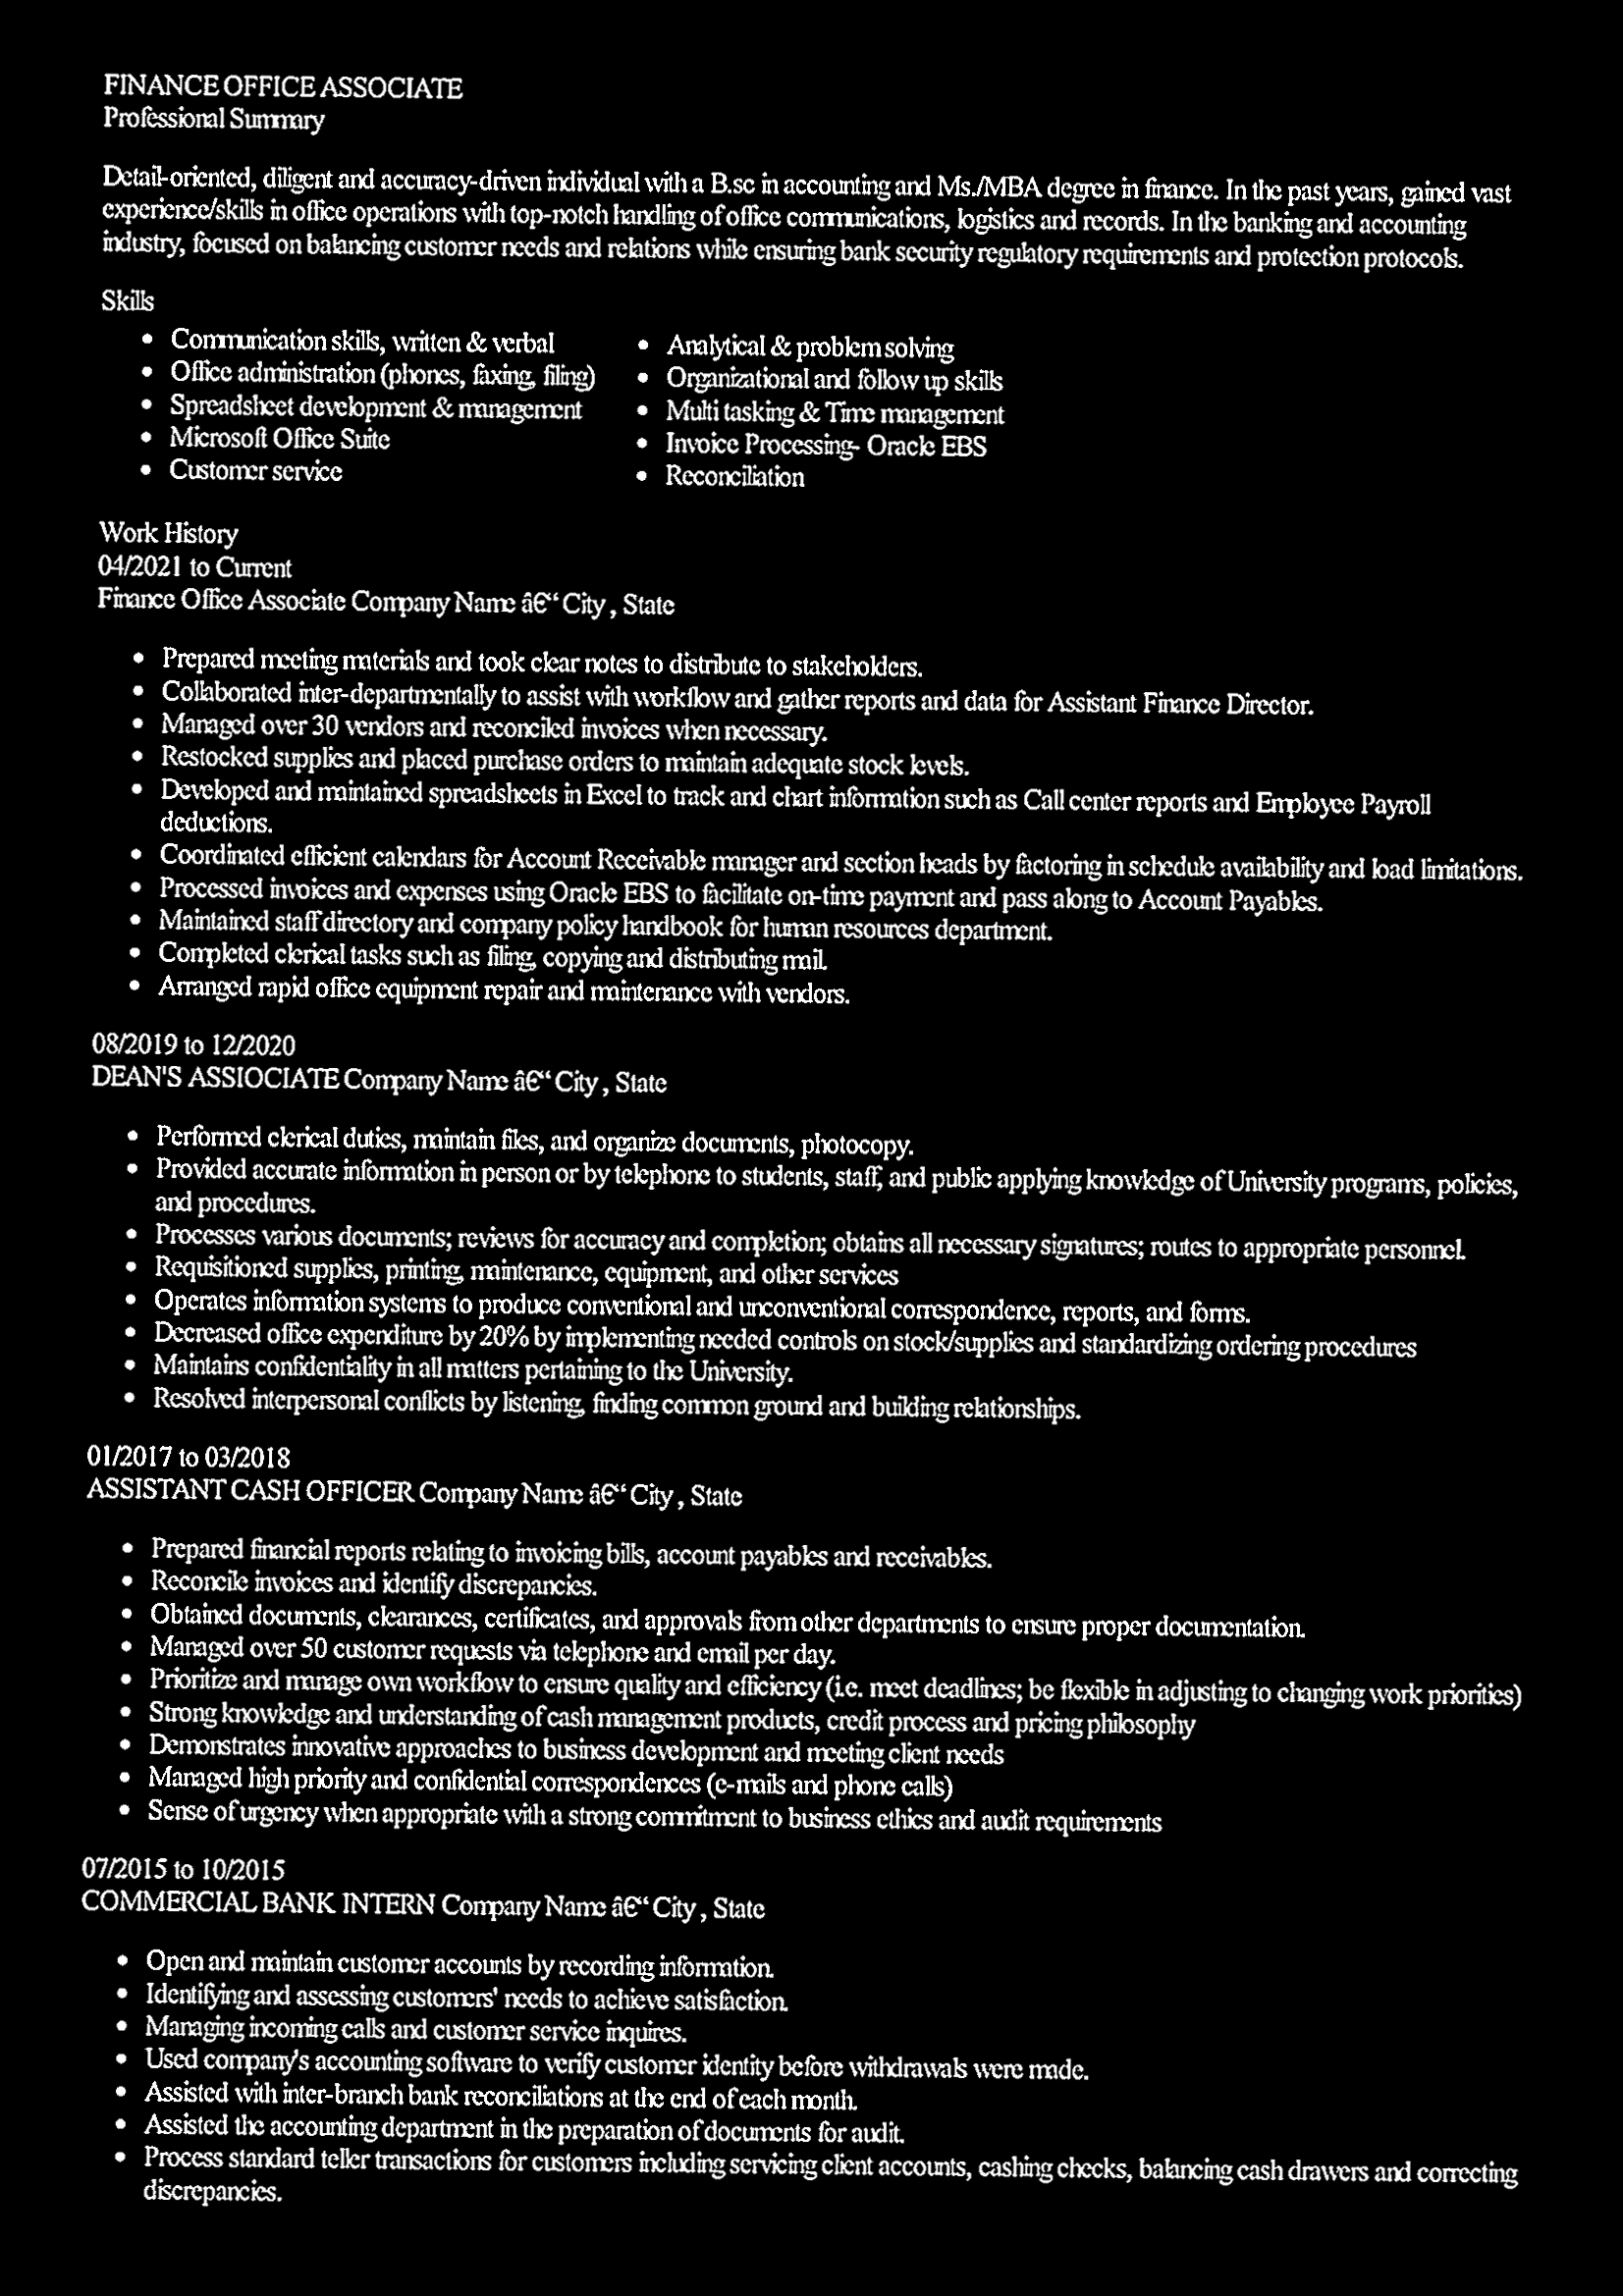 FINANCE OFFICE ASSOCIATE
Professional Summary
Detail-oriented, diligent and accuracy-driven individual with a B.sc in accounting and Ms./MBA degree in finance. In the past years, gained vast
experience/skills in office operations with top-notch handling of office communications, logistics and records. In the banking and accounting
industry, focused on balancing customer needs and relations while ensuring bank security regulatory requirements and protection protocols.
Skills
• Communication skills, written & verbal
• Office administration (phones, faxing, filing)
• Spreadsheet development & management
• Microsoft Office Suite
• Customer service
• Analytical & problem solving
• Organizational and follow up skills
• Multi tasking & Time management
• Invoice Processing- Oracle EBS
• Reconciliation
Work History
04/2021 to Current
Finance Office Associate Company Name â€“ City , State
• Prepared meeting materials and took clear notes to distribute to stakeholders.
• Collaborated inter-departmentally to assist with workflow and gather reports and data for Assistant Finance Director.
• Managed over 30 vendors and reconciled invoices when necessary.
• Restocked supplies and placed purchase orders to maintain adequate stock levels.
• Developed and maintained spreadsheets in Excel to track and chart information such as Call center reports and Employee Payroll
deductions.
• Coordinated efficient calendars for Account Receivable manager and section heads by factoring in schedule availability and load limitations.
• Processed invoices and expenses using Oracle EBS to facilitate on-time payment and pass along to Account Payables.
• Maintained staff directory and company policy handbook for human resources department.
• Completed clerical tasks such as filing, copying and distributing mail.
• Arranged rapid office equipment repair and maintenance with vendors.
08/2019 to 12/2020
DEAN'S ASSIOCIATE Company Name â€“ City , State
• Performed clerical duties, maintain files, and organize documents, photocopy.
• Provided accurate information in person or by telephone to students, staff, and public applying knowledge of University programs, policies,
and procedures.
• Processes various documents; reviews for accuracy and completion; obtains all necessary signatures; routes to appropriate personnel.
• Requisitioned supplies, printing, maintenance, equipment, and other services
• Operates information systems to produce conventional and unconventional correspondence, reports, and forms.
• Decreased office expenditure by 20% by implementing needed controls on stock/supplies and standardizing ordering procedures
• Maintains confidentiality in all matters pertaining to the University.
• Resolved interpersonal conflicts by listening, finding common ground and building relationships.
01/2017 to 03/2018
ASSISTANT CASH OFFICER Company Name â€“ City , State
• Prepared financial reports relating to invoicing bills, account payables and receivables.
• Reconcile invoices and identify discrepancies.
• Obtained documents, clearances, certificates, and approvals from other departments to ensure proper documentation.
• Managed over 50 customer requests via telephone and email per day.
• Prioritize and manage own workflow to ensure quality and efficiency (i.e. meet deadlines; be flexible in adjusting to changing work priorities)
• Strong knowledge and understanding of cash management products, credit process and pricing philosophy
• Demonstrates innovative approaches to business development and meeting client needs
• Managed high priority and confidential correspondences (e-mails and phone calls)
• Sense of urgency when appropriate with a strong commitment to business ethics and audit requirements
07/2015 to 10/2015
COMMERCIAL BANK INTERN Company Name â€“ City , State
• Open and maintain customer accounts by recording information.
• Identifying and assessing customers' needs to achieve satisfaction.
• Managing incoming calls and customer service inquires.
• Used company's accounting software to verify customer identity before withdrawals were made.
• Assisted with inter-branch bank reconciliations at the end of each month.
• Assisted the accounting department in the preparation of documents for audit.
• Process standard teller transactions for customers including servicing client accounts, cashing checks, balancing cash drawers and correcting
discrepancies.